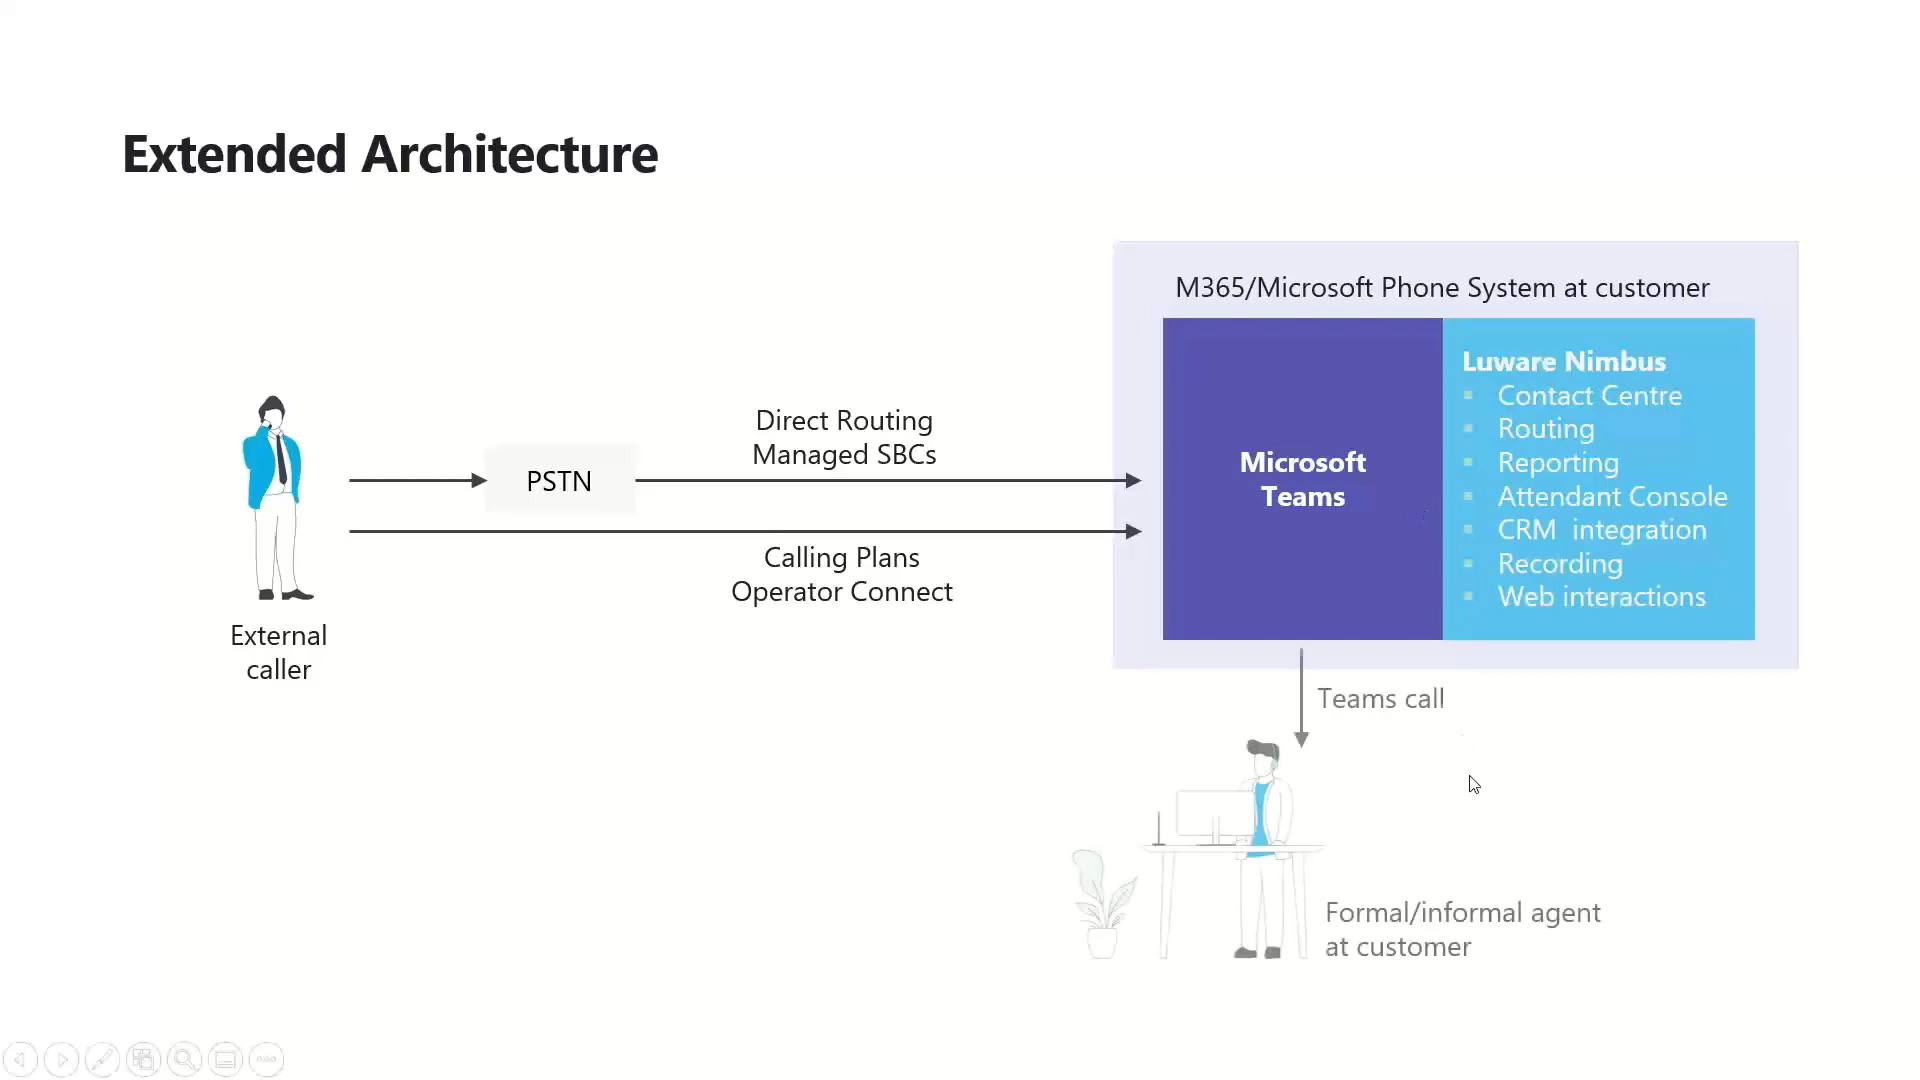 Extended Architecture
M365/Microsoft Phone System at customer
Microsoft
Teams
Luware Nimbus
Contact Centre
Routing
Reporting
Attendant Console
CRM integration
Recording
Web interactions
Direct Routing
Managed SBCs
PSTN
Calling Plans
Operator Connect
External
caller
Teams call
Formal/informal agent
at customer